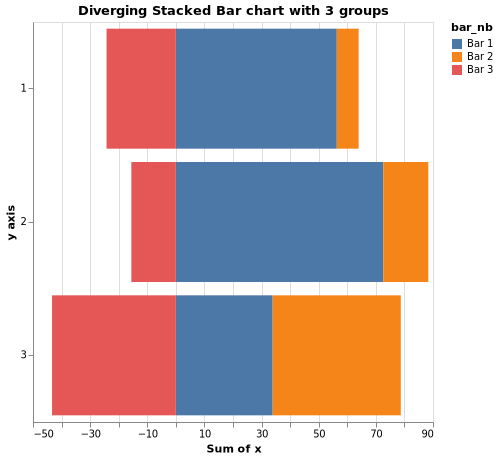 Diverging Stacked Bar chart with 3 groups
bar_nb
Bar 1
Bar 2
Bar 3
y axis
1
2
3
−50 −30 −10 10 30 50 70 90
Sum of x